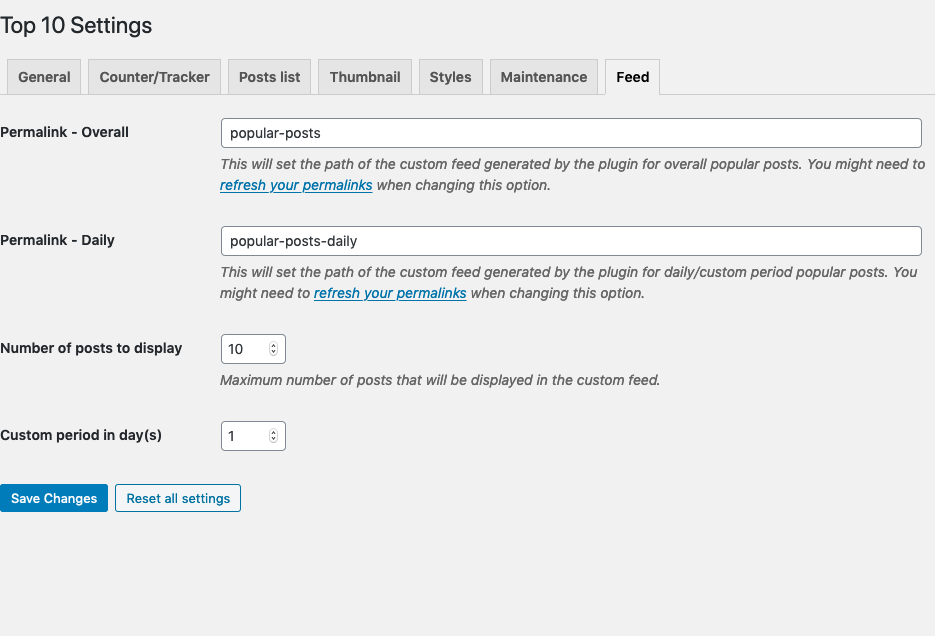 Top 10 Settings
General Counter/Tracker Posts list Thumbnail Styles Maintenance Feed
Permalink - Overall
popular-posts
This will set the path of the custom feed generated by the plugin for overall popular posts. You might need to
refresh your permalinks when changing this option.
Permalink - Daily
popular-posts-daily
This will set the path of the custom feed generated by the plugin for daily/custom period popular posts. You
might need to refresh your permalinks when changing this option.
Number of posts to display
10
Maximum number of posts that will be displayed in the custom feed.
Custom period in day(s)
1
Save Changes Reset all settings